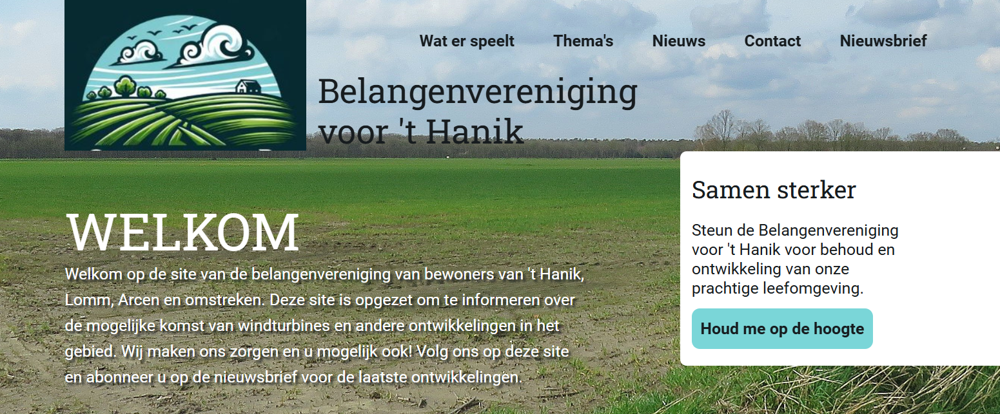 Wat er speelt Thema's Nieuws Contact Nieuwsbrief
Belangenvereniging
voor 't Hanik
WELKOM
Welkom op de site van de belangenvereniging van bewoners van 't Hanik,
Lomm, Arcen en omstreken. Deze site is opgezet om te informeren over
de mogelijke komst van windturbines en andere ontwikkelingen in het
gebied. Wij maken ons zorgen en u mogelijk ook! Volg ons op deze site
en abonneer u op de nieuwsbrief voor de laatste ontwikkelingen.
Samen sterker
Steun de Belangenvereniging
voor 't Hanik voor behoud en
ontwikkeling van onze
prachtige leefomgeving.
Houd me op de hoogte